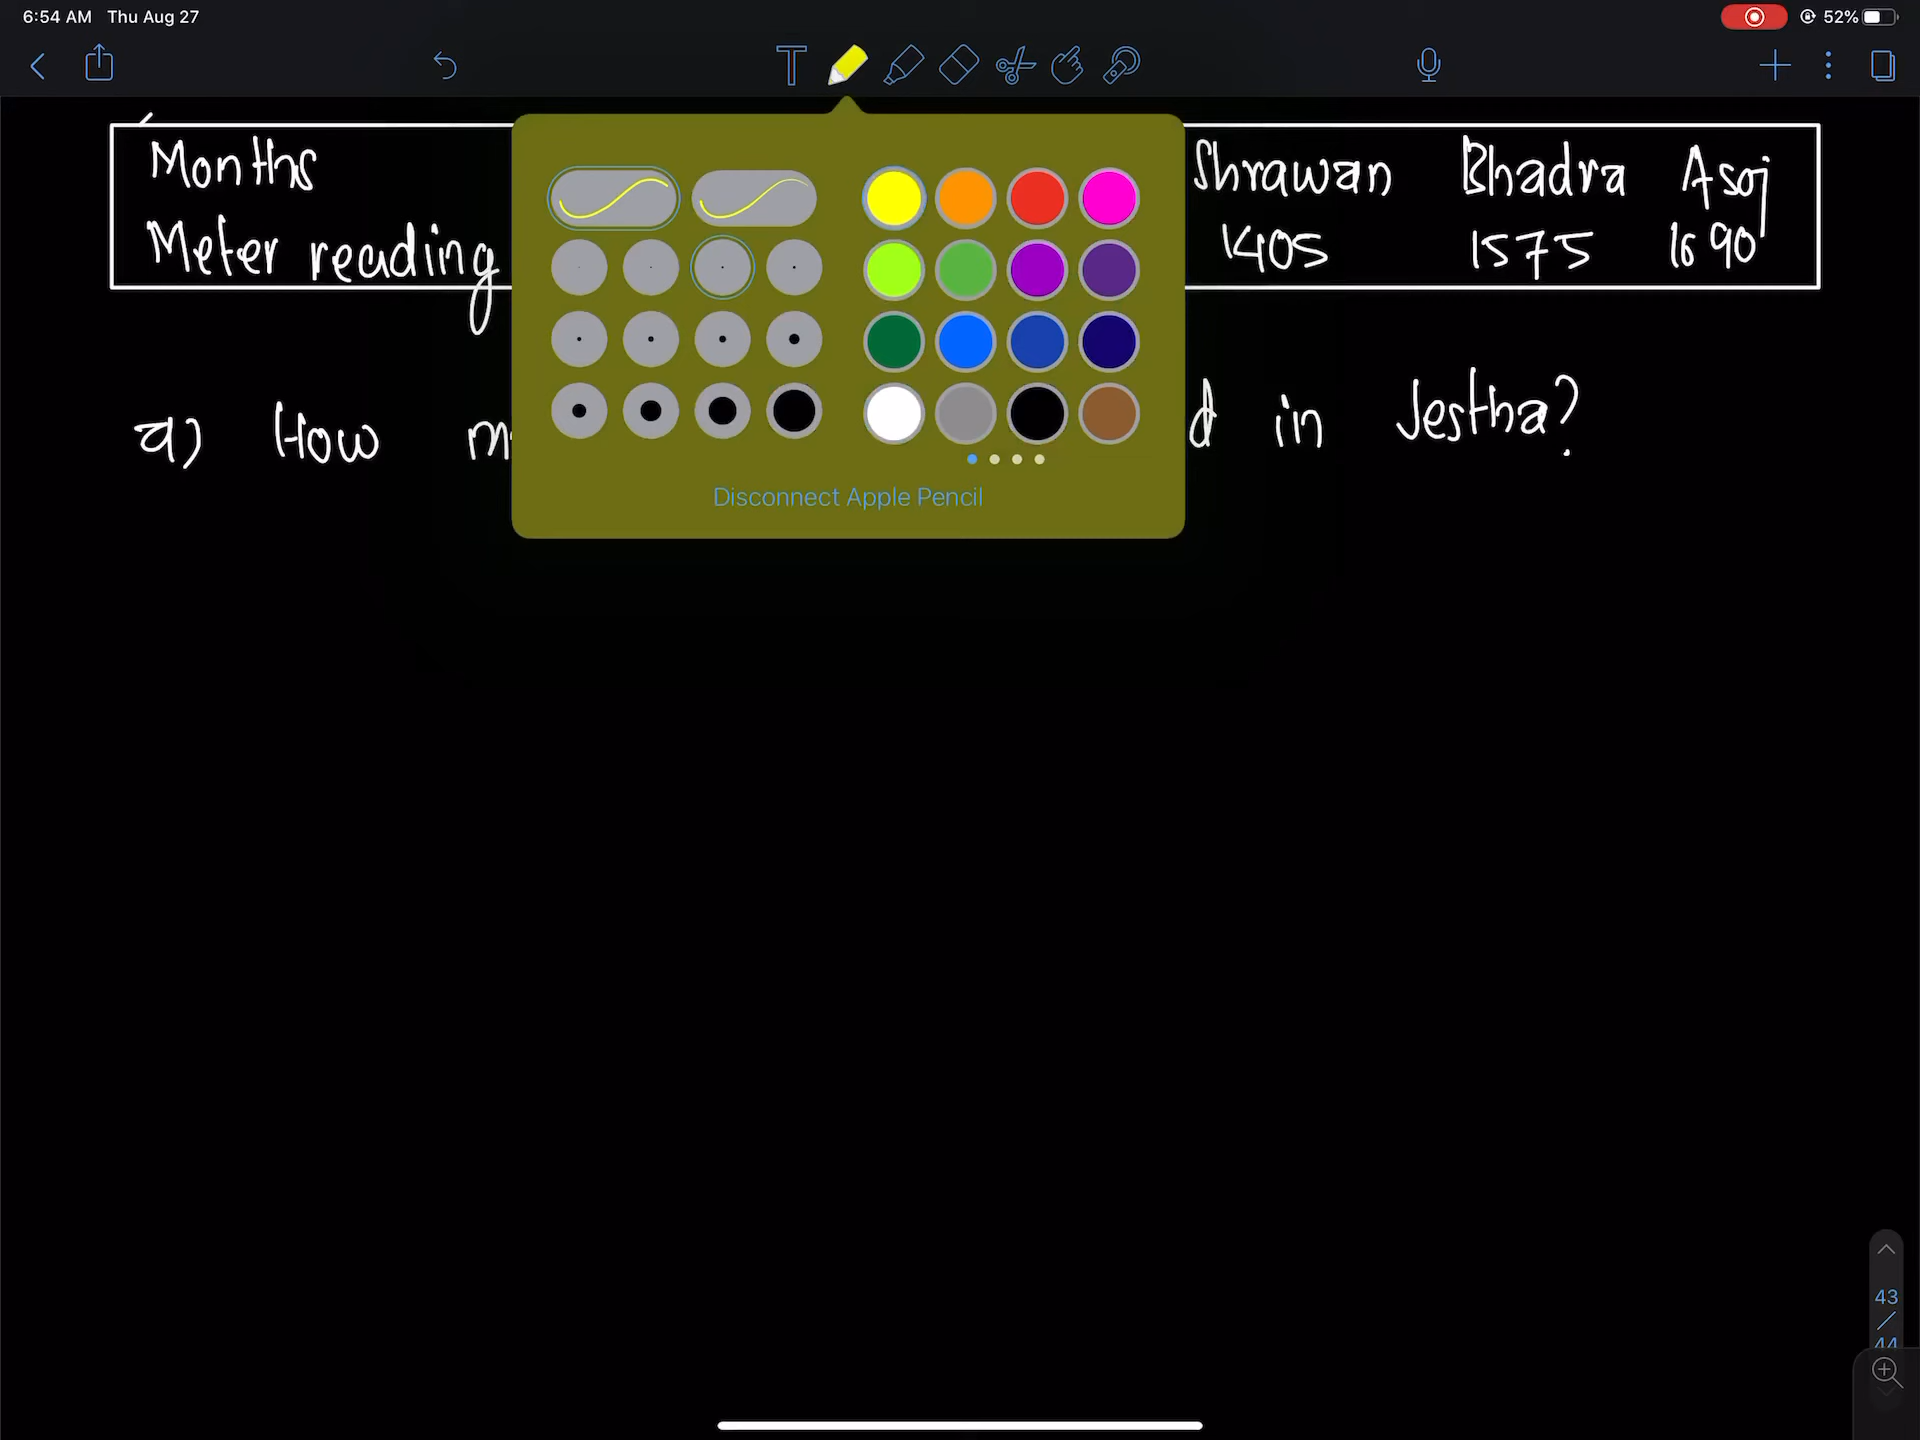 6:54 AM Thu Aug 27
52%
T
Months Shrawan Bhadra Asoj
Meter reading 1405 1575 1690
a) How in Jestha?
Disconnect Apple Pencil
43
44